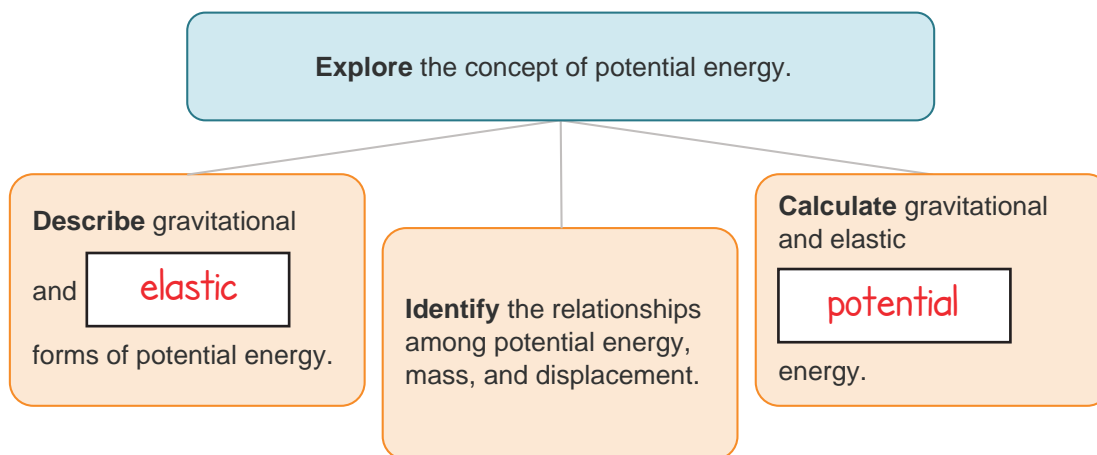 Explore the concept of potential energy.
Describe gravitational
and elastic
forms of potential energy.
Identify the relationships
among potential energy,
mass, and displacement.
Calculate gravitational
and elastic
potential
energy.